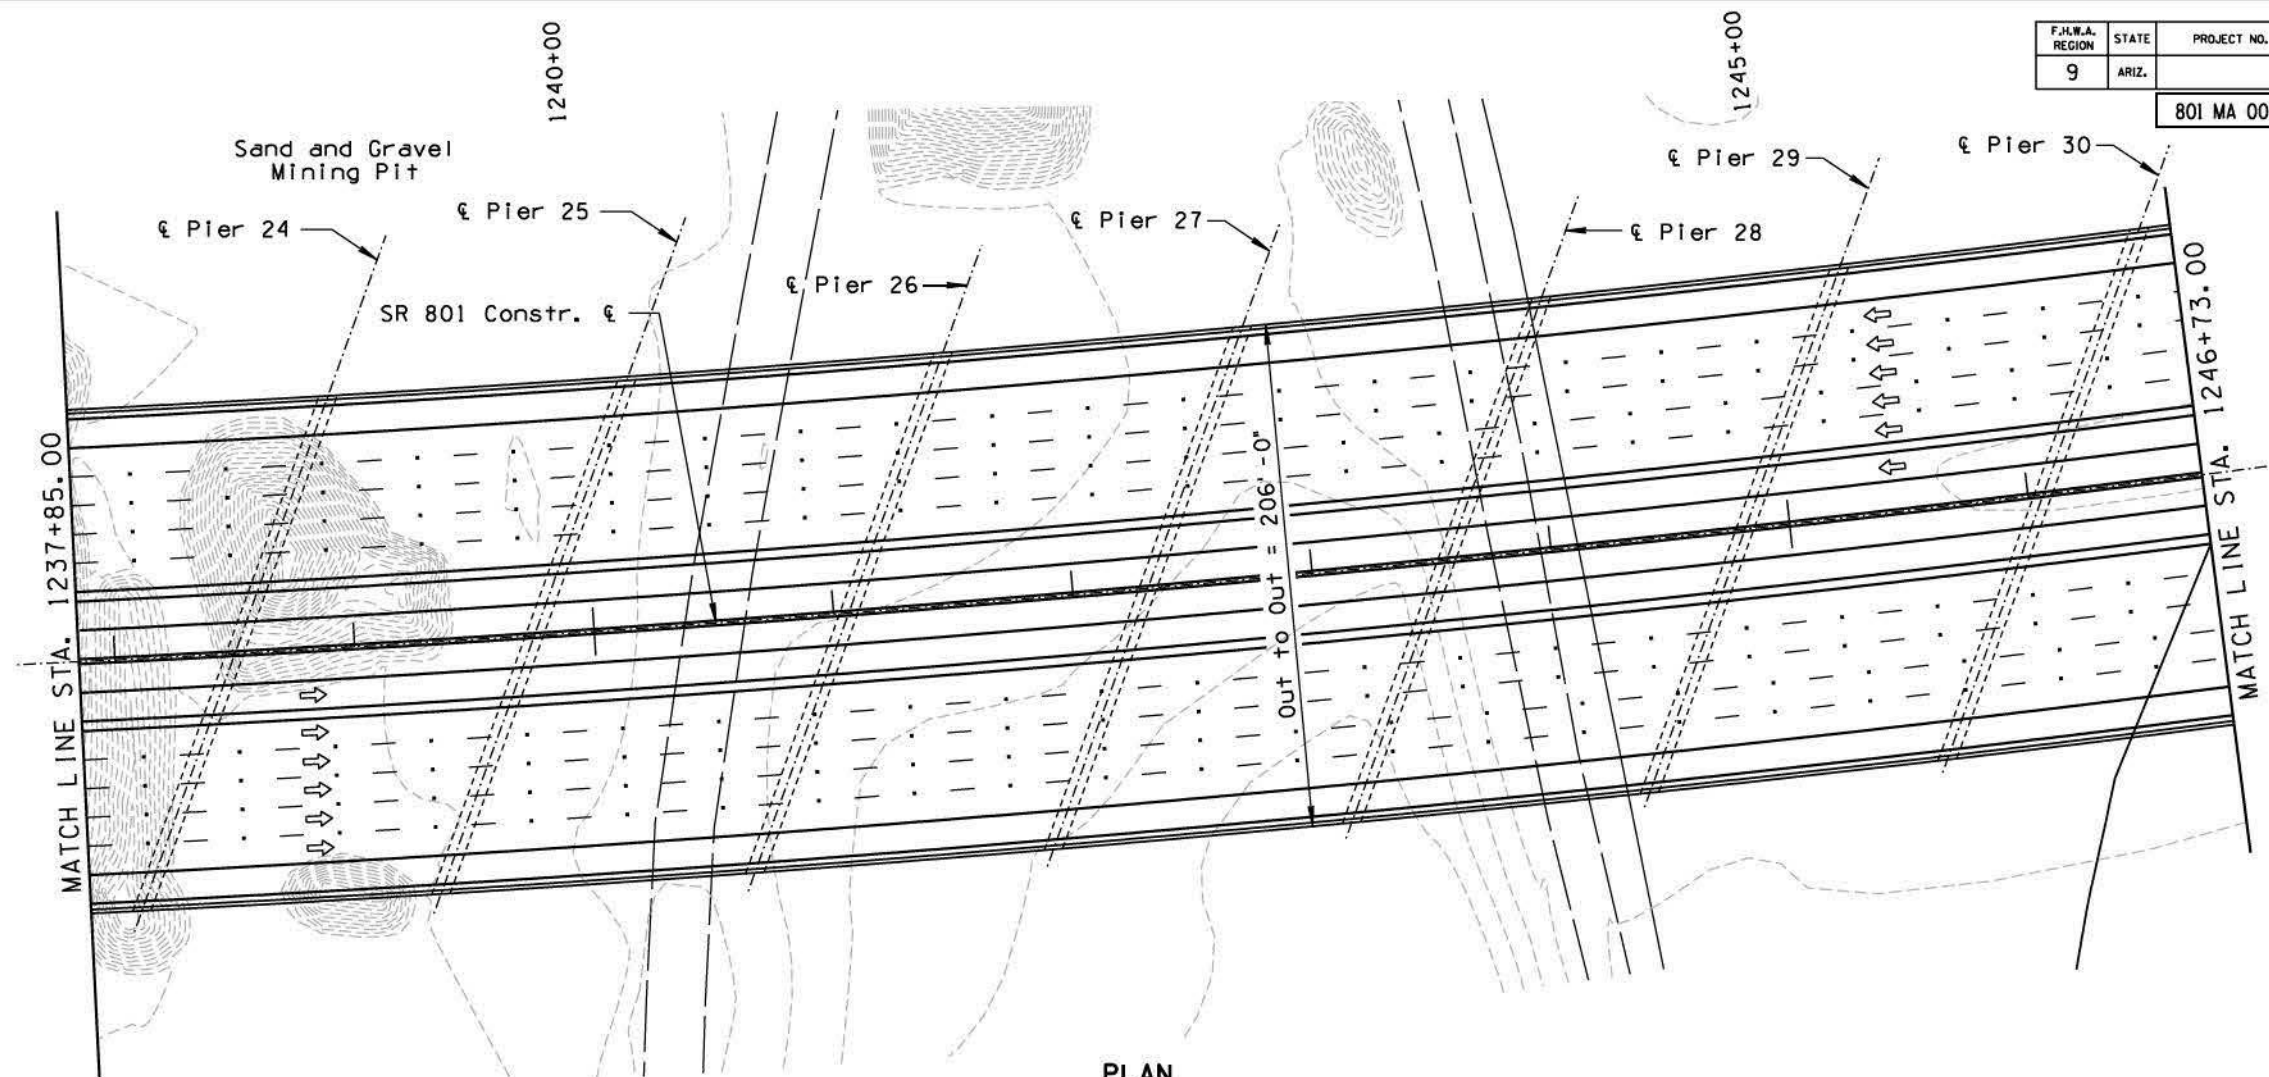 1240+00
1245+00
F.H.W.A. REGION
STATE
PROJECT NO.
9
ARIZ.
801 MA 00
Sand and Gravel
Mining Pit
℄ Pier 24
℄ Pier 25
℄ Pier 26
℄ Pier 27
℄ Pier 28
℄ Pier 29
℄ Pier 30
SR 801 Constr. ℄
MATCH LINE STA. 1237+85.00
Out to Out = 206'-0"
MATCH LINE STA. 1246+73.00
PLAN